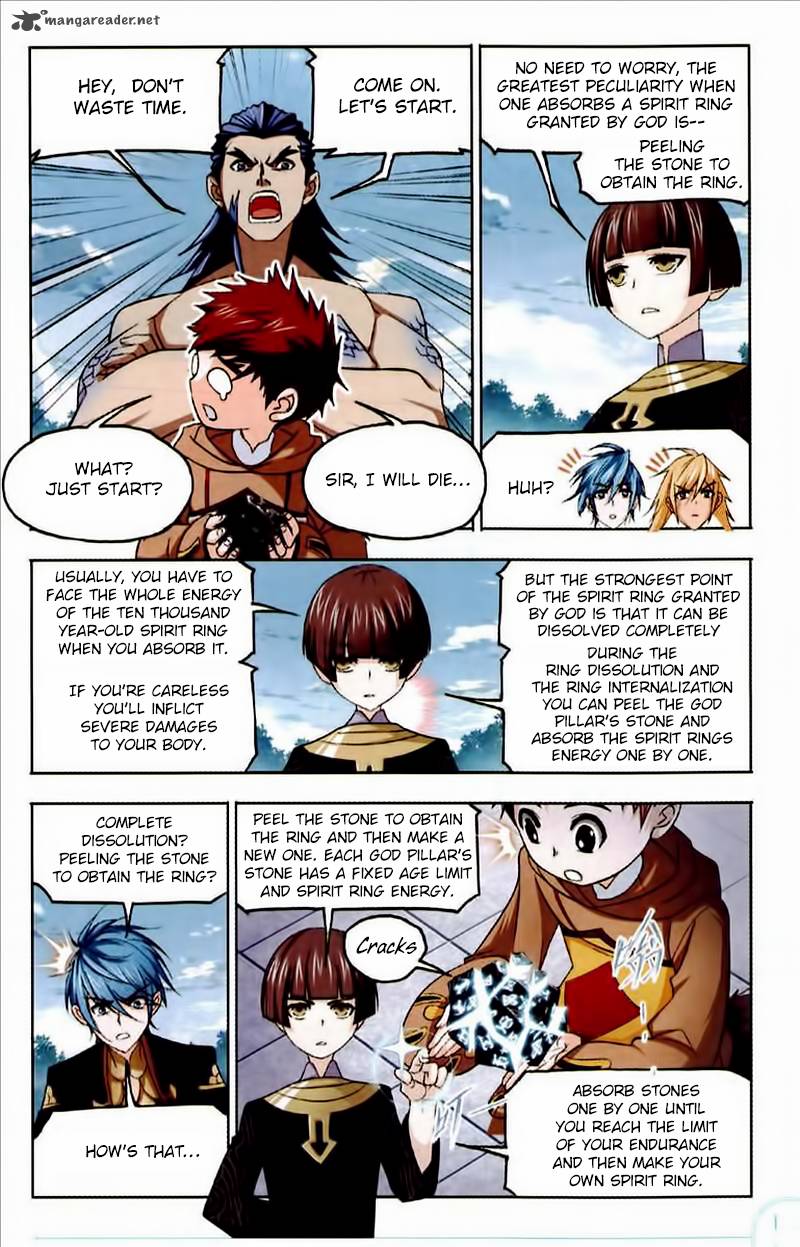 mangareader.net
HEY, DON'T
WASTE TIME.
COME ON.
LET'S START.
WHAT?
JUST START?
SIR, I WILL DIE...
NO NEED TO WORRY, THE
GREATEST PECULIARITY WHEN
ONE ABSORBS A SPIRIT RING
GRANTED BY GOD IS--
PEELING
THE STONE TO
OBTAIN THE RING.
HUH?
USUALLY, YOU HAVE TO
FACE THE WHOLE ENERGY
OF THE TEN THOUSAND
YEAR-OLD SPIRIT RING
WHEN YOU ABSORB IT.
IF YOU'RE CARELESS
YOU'LL INFLICT
SEVERE DAMAGES
TO YOUR BODY.
BUT THE STRONGEST POINT
OF THE SPIRIT RING GRANTED
BY GOD IS THAT IT CAN BE
DISSOLVED COMPLETELY
DURING THE
RING DISSOLUTION AND
THE RING INTERNALIZATION
YOU CAN PEEL THE GOD
PILLAR'S STONE AND
ABSORB THE SPIRIT RINGS
ENERGY ONE BY ONE.
COMPLETE
DISSOLUTION?
PEELING THE STONE
TO OBTAIN THE RING?
HOW'S THAT...
PEEL THE STONE TO OBTAIN
THE RING AND THEN MAKE A
NEW ONE. EACH GOD PILLAR'S
STONE HAS A FIXED AGE LIMIT
AND SPIRIT RING ENERGY.
Cracks
ABSORB STONES
ONE BY ONE UNTIL
YOU REACH THE LIMIT
OF YOUR ENDURANCE
AND THEN MAKE YOUR
OWN SPIRIT RING.